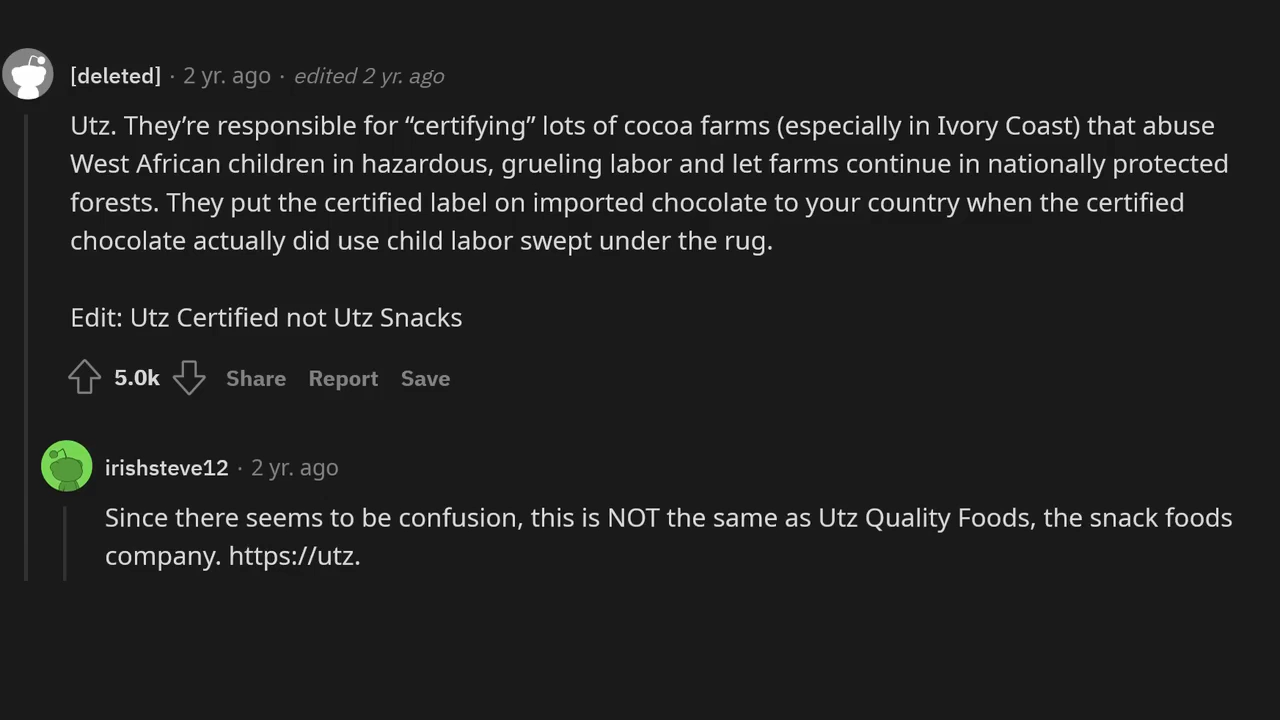 [deleted] · 2 yr. ago · edited 2 yr. ago
Utz. They’re responsible for “certifying” lots of cocoa farms (especially in Ivory Coast) that abuse
West African children in hazardous, grueling labor and let farms continue in nationally protected
forests. They put the certified label on imported chocolate to your country when the certified
chocolate actually did use child labor swept under the rug.
Edit: Utz Certified not Utz Snacks
5.0k Share Report Save
irishsteve12 · 2 yr. ago
Since there seems to be confusion, this is NOT the same as Utz Quality Foods, the snack foods
company. https://utz.